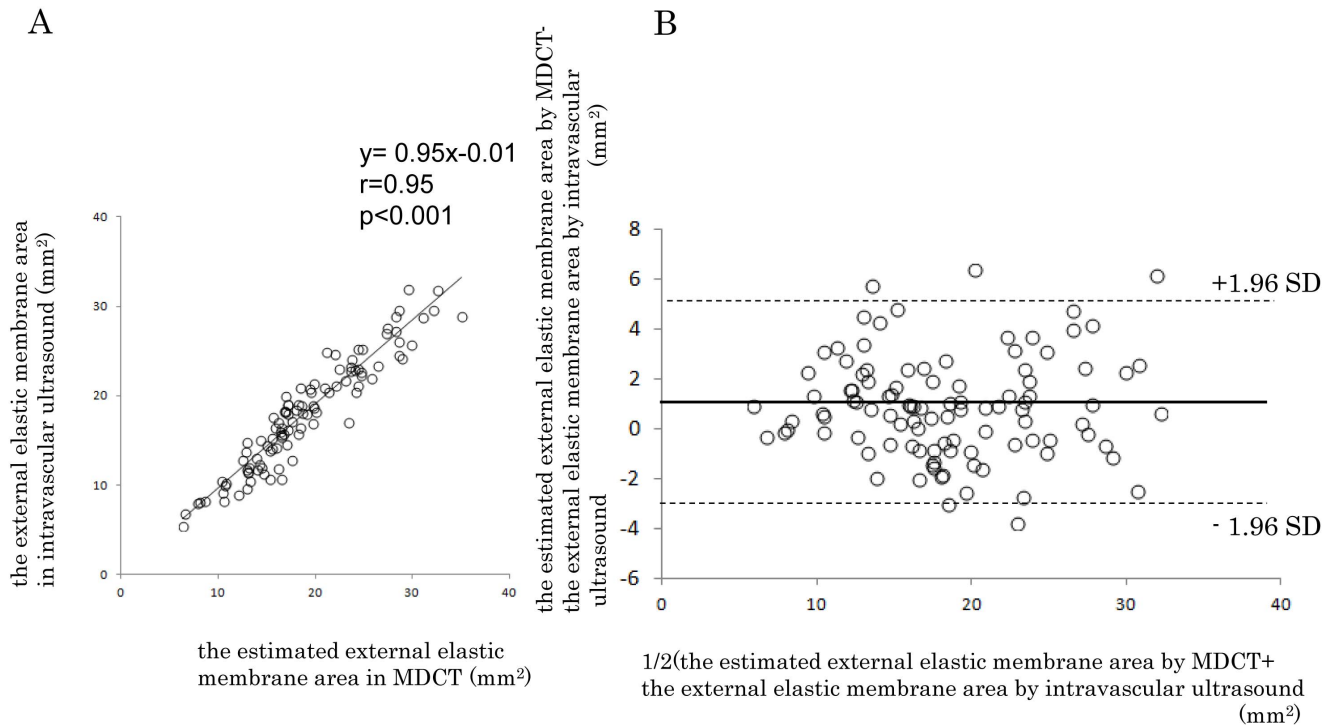 A
y= 0.95x-0.01
r=0.95
p<0.001
the external elastic membrane area
in intravascular ultrasound (mm²)
40
30
20
10
0
0 10 20 30 40
the estimated external elastic
membrane area in MDCT (mm²)
B
the estimated external elastic membrane area by MDCT-
the external elastic membrane area by intravascular
ultrasound (mm²)
8
6
4
2
0
-2
-4
-6
+1.96 SD
- 1.96 SD
0 10 20 30 40
1/2(the estimated external elastic membrane area by MDCT+
the external elastic membrane area by intravascular ultrasound
(mm²)